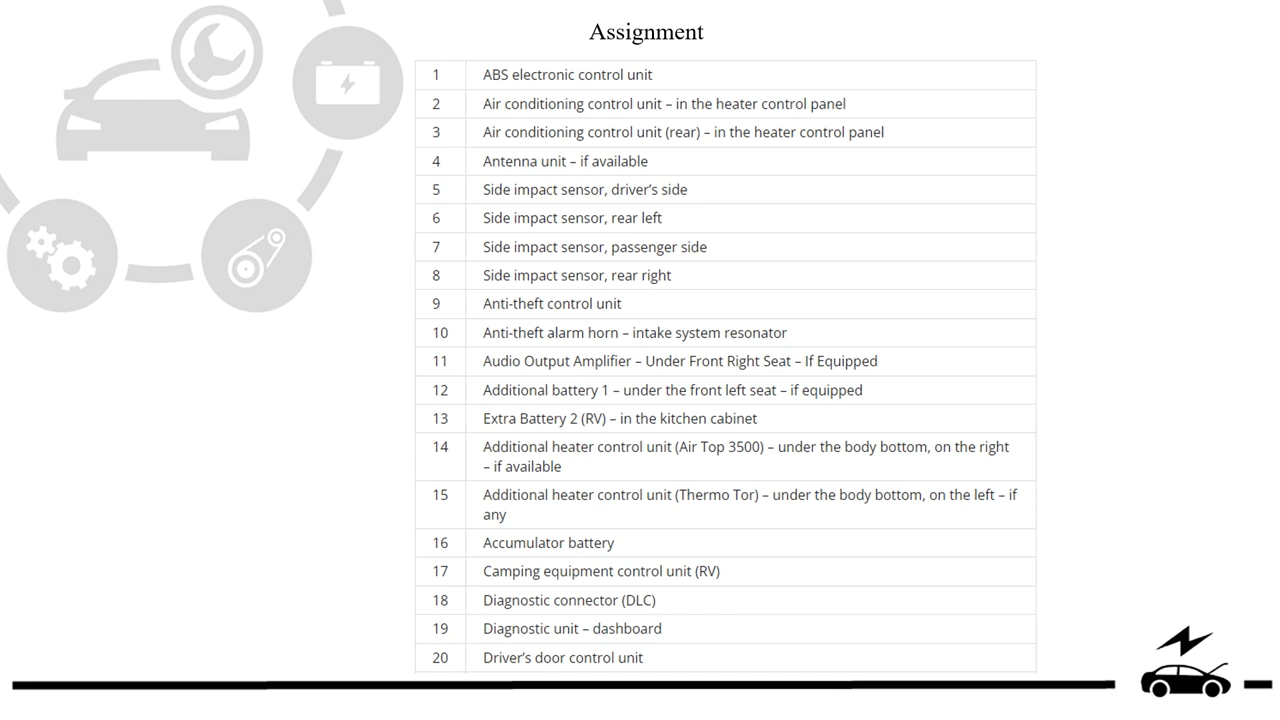 Assignment
1 ABS electronic control unit
2 Air conditioning control unit – in the heater control panel
3 Air conditioning control unit (rear) – in the heater control panel
4 Antenna unit – if available
5 Side impact sensor, driver’s side
6 Side impact sensor, rear left
7 Side impact sensor, passenger side
8 Side impact sensor, rear right
9 Anti-theft control unit
10 Anti-theft alarm horn – intake system resonator
11 Audio Output Amplifier – Under Front Right Seat – If Equipped
12 Additional battery 1 – under the front left seat – if equipped
13 Extra Battery 2 (RV) – in the kitchen cabinet
14 Additional heater control unit (Air Top 3500) – under the body bottom, on the right
– if available
15 Additional heater control unit (Thermo Tor) – under the body bottom, on the left – if
any
16 Accumulator battery
17 Camping equipment control unit (RV)
18 Diagnostic connector (DLC)
19 Diagnostic unit – dashboard
20 Driver’s door control unit